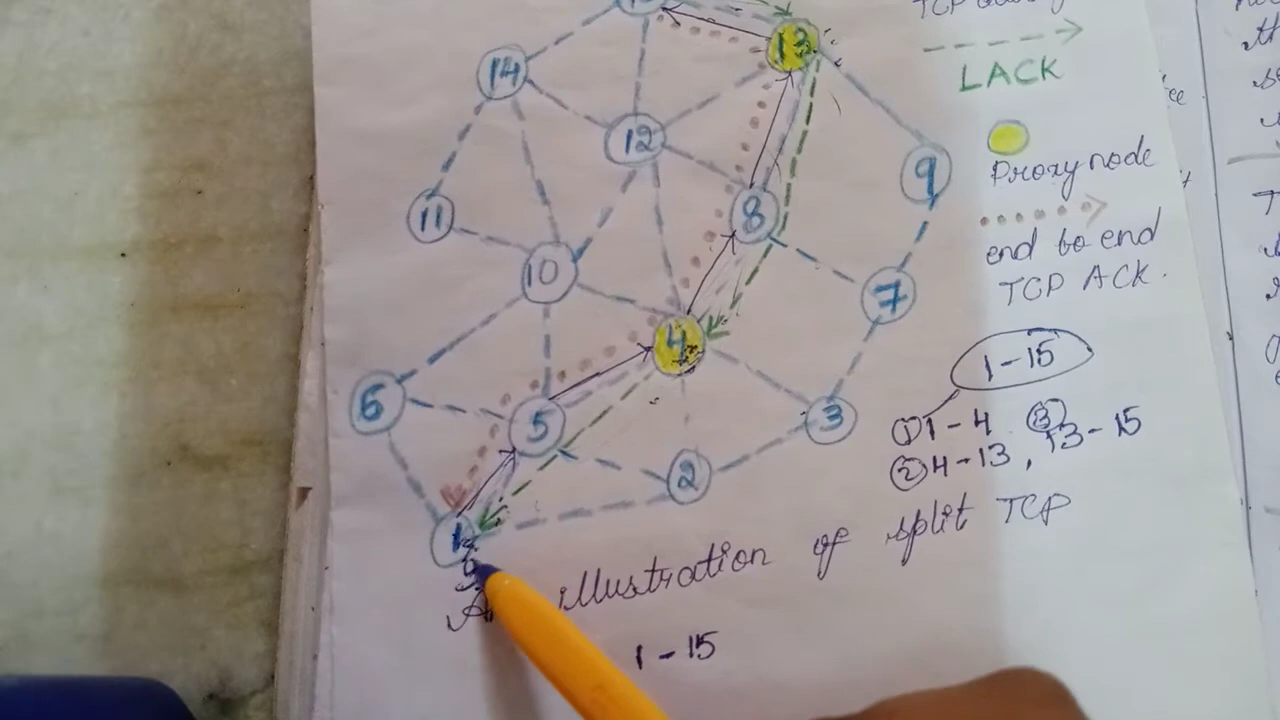 TCP
13
LACK
14
12
Proxy node
9
11
8
end to end
TCP ACK.
10
7
4
1-15
6
5
3
① 1-4 ③
② 4-13, 13-15
2
1
An illustration of split TCP
1-15